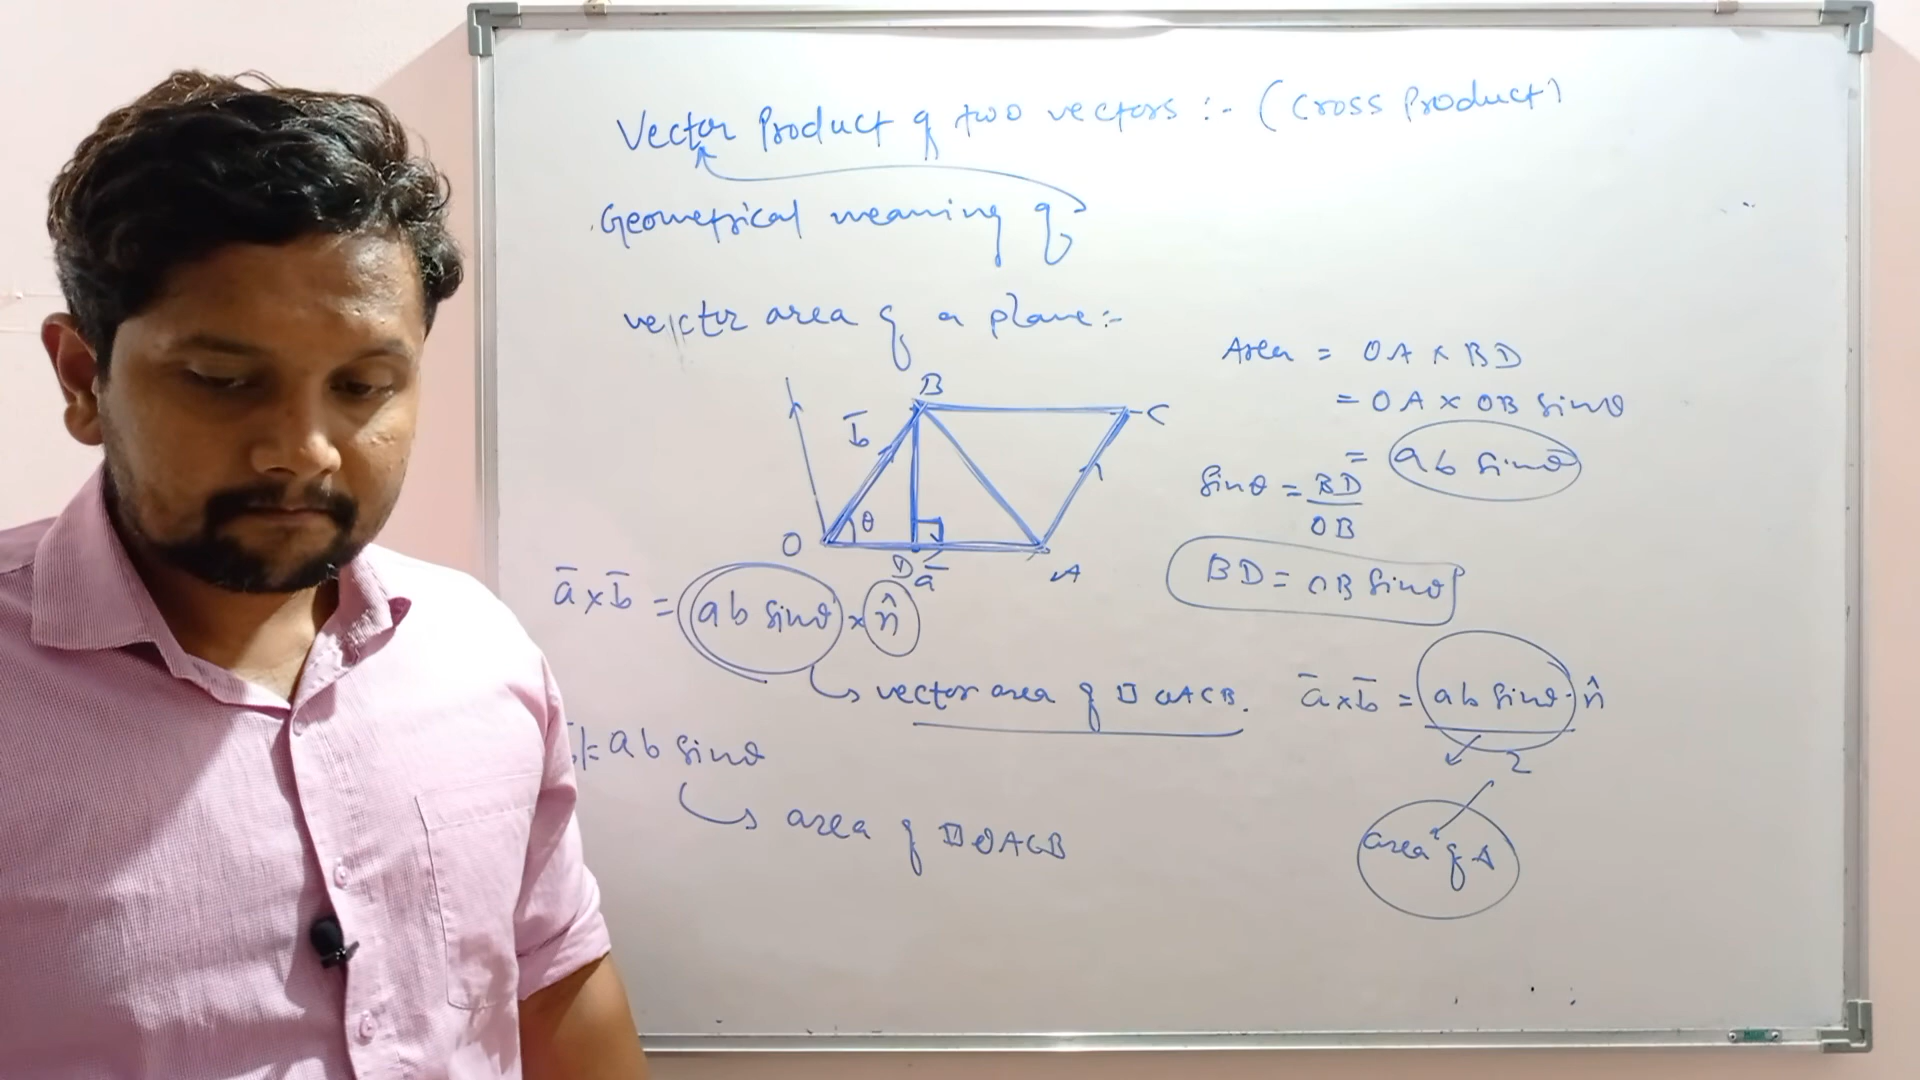 Vector Product of two vectors :- (Cross Product)
Geometrical meaning of
vector area of a plane :-
B
C
b̅
θ
O
D
a̅
A
Area = OA × BD
= OA × OB Sinθ
= ab Sinθ
Sinθ = BD / OB
BD = OB Sinθ
a̅ × b̅ = ab Sinθ × n̂
vector area of □ OACB.
|= ab Sinθ
area of □ OACB
a̅ × b̅ = ab Sinθ · n̂
2
area of Δ